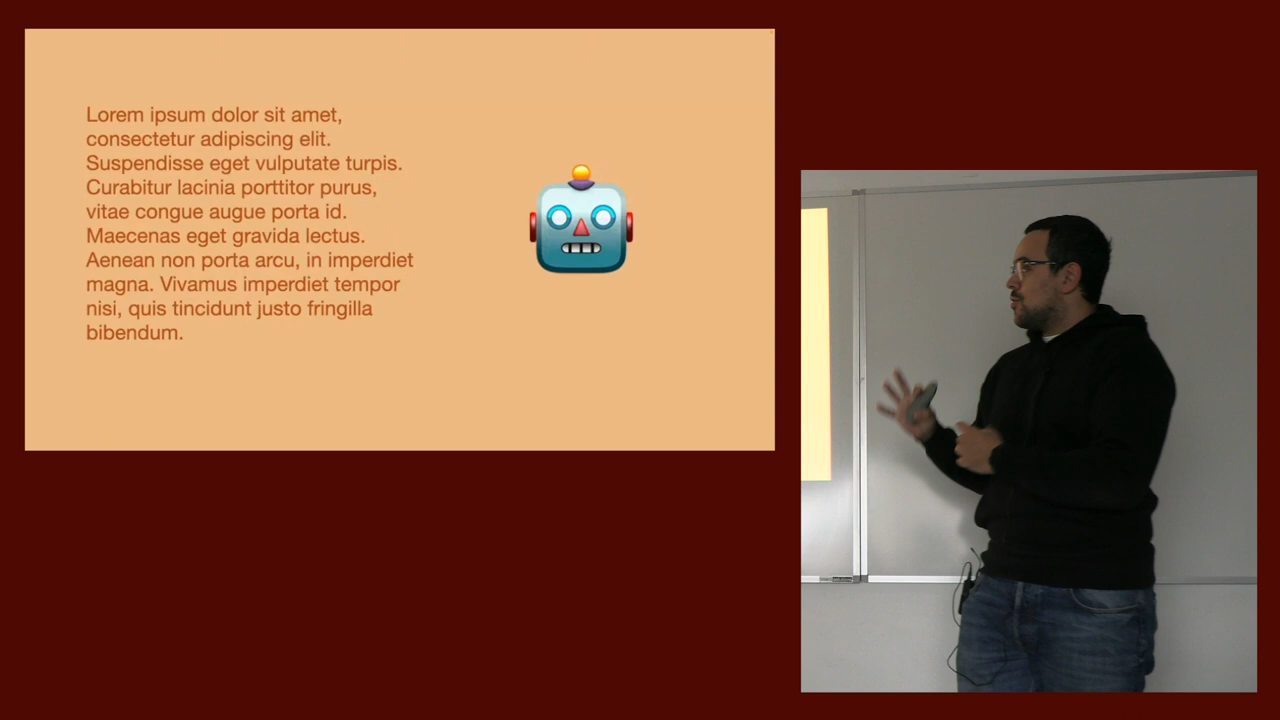 Lorem ipsum dolor sit amet,
consectetur adipiscing elit.
Suspendisse eget vulputate turpis.
Curabitur lacinia porttitor purus,
vitae congue augue porta id.
Maecenas eget gravida lectus.
Aenean non porta arcu, in imperdiet
magna. Vivamus imperdiet tempor
nisi, quis tincidunt justo fringilla
bibendum.